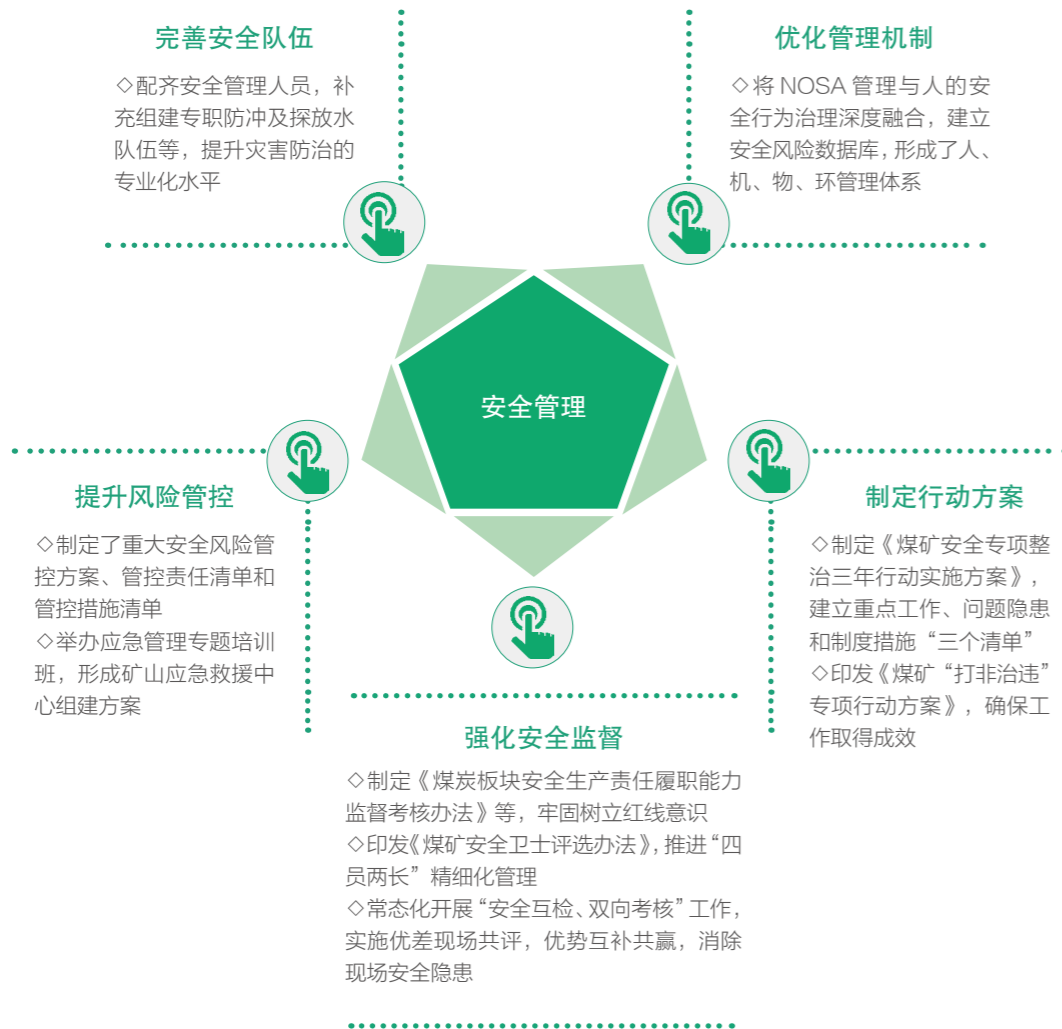 完善安全队伍
◇配齐安全管理人员，补
充组建专职防冲及探放水
队伍等，提升灾害防治的
专业化水平
优化管理机制
◇将 NOSA 管理与人的安
全行为治理深度融合，建立
安全风险数据库，形成了人、
机、物、环管理体系
安全管理
提升风险管控
◇制定了重大安全风险管
控方案、管控责任清单和
管控措施清单
◇举办应急管理专题培训
班，形成矿山应急救援中
心组建方案
制定行动方案
◇制定《煤矿安全专项整
治三年行动实施方案》，
建立重点工作、问题隐患
和制度措施“三个清单”
◇印发《煤矿“打非治违”
专项行动方案》，确保工
作取得成效
强化安全监督
◇制定《煤炭板块安全生产责任履职能力
监督考核办法》等，牢固树立红线意识
◇印发《煤矿安全卫士评选办法》，推进“四
员两长”精细化管理
◇常态化开展“安全互检、双向考核”工作，
实施优差现场共评，优势互补共赢，消除
现场安全隐患